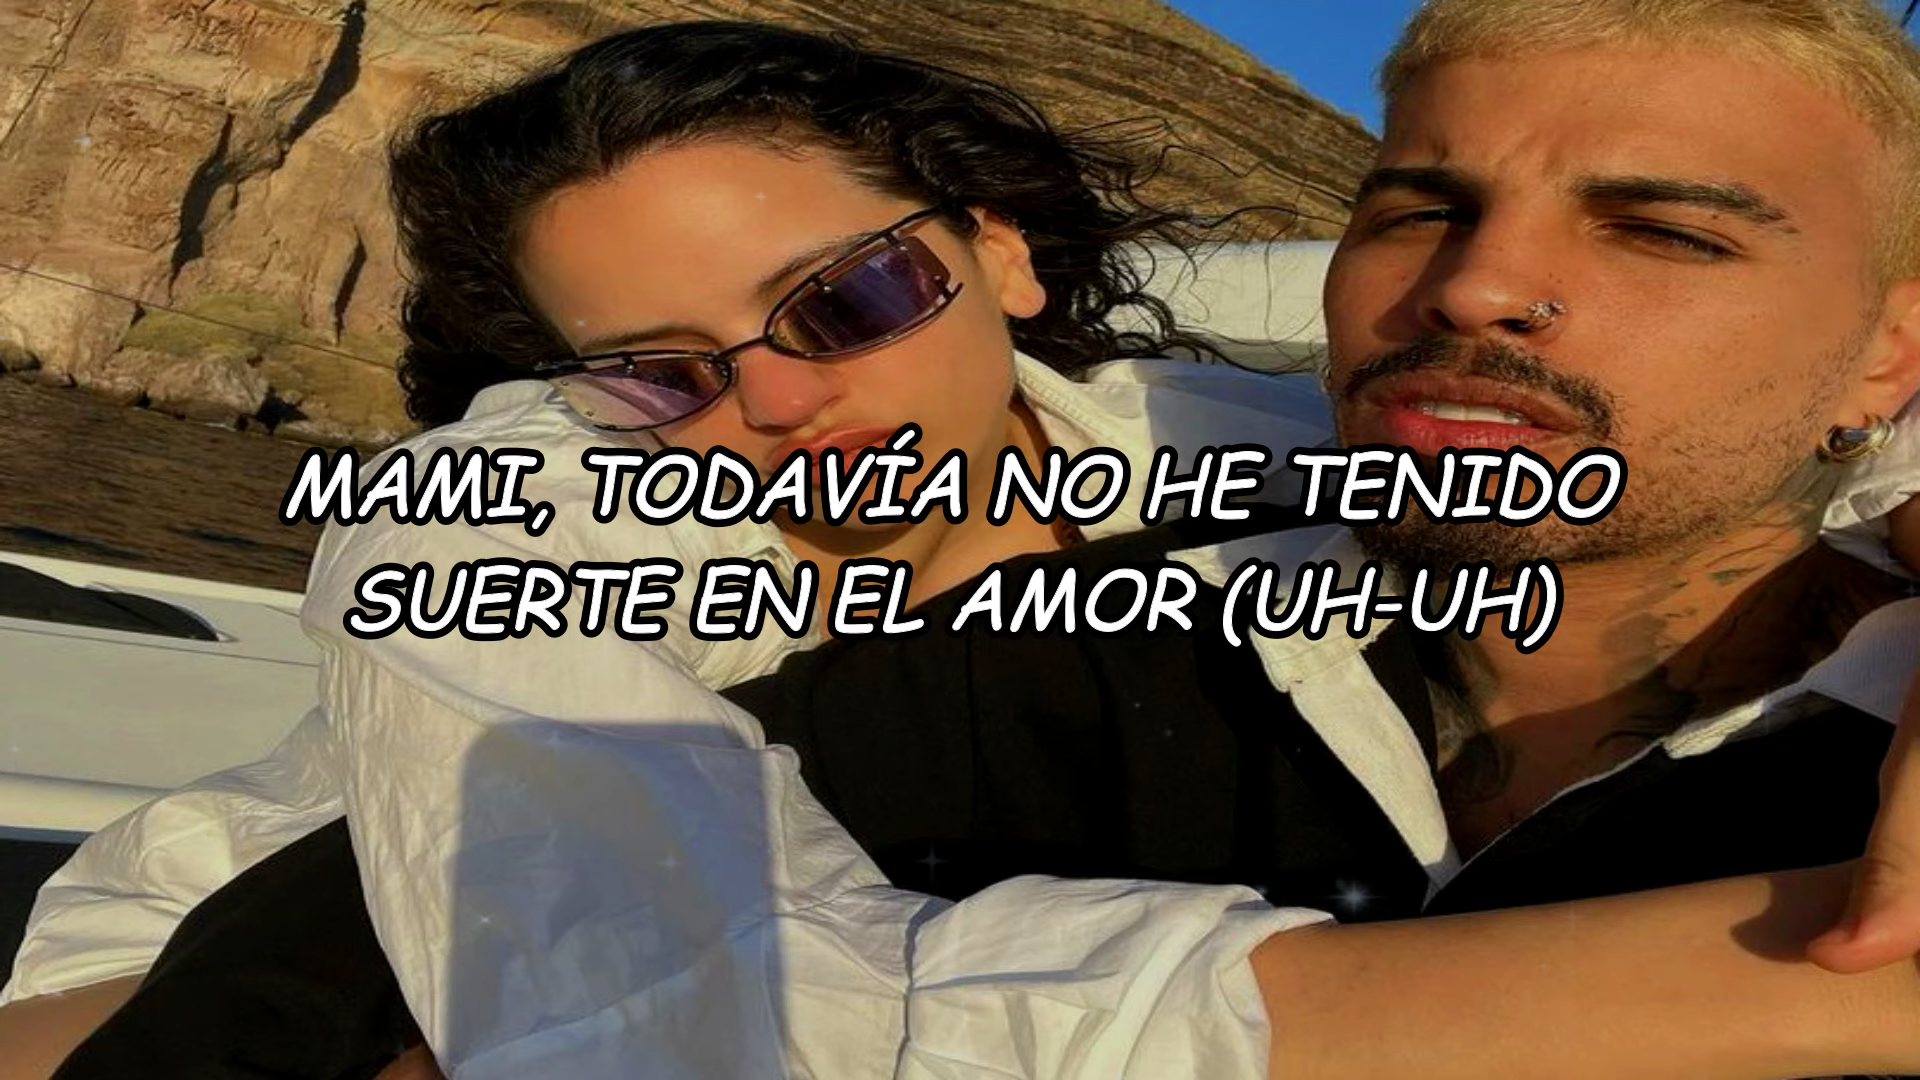 MAMI, TODAVÍA NO HE TENIDO
SUERTE EN EL AMOR (UH-UH)